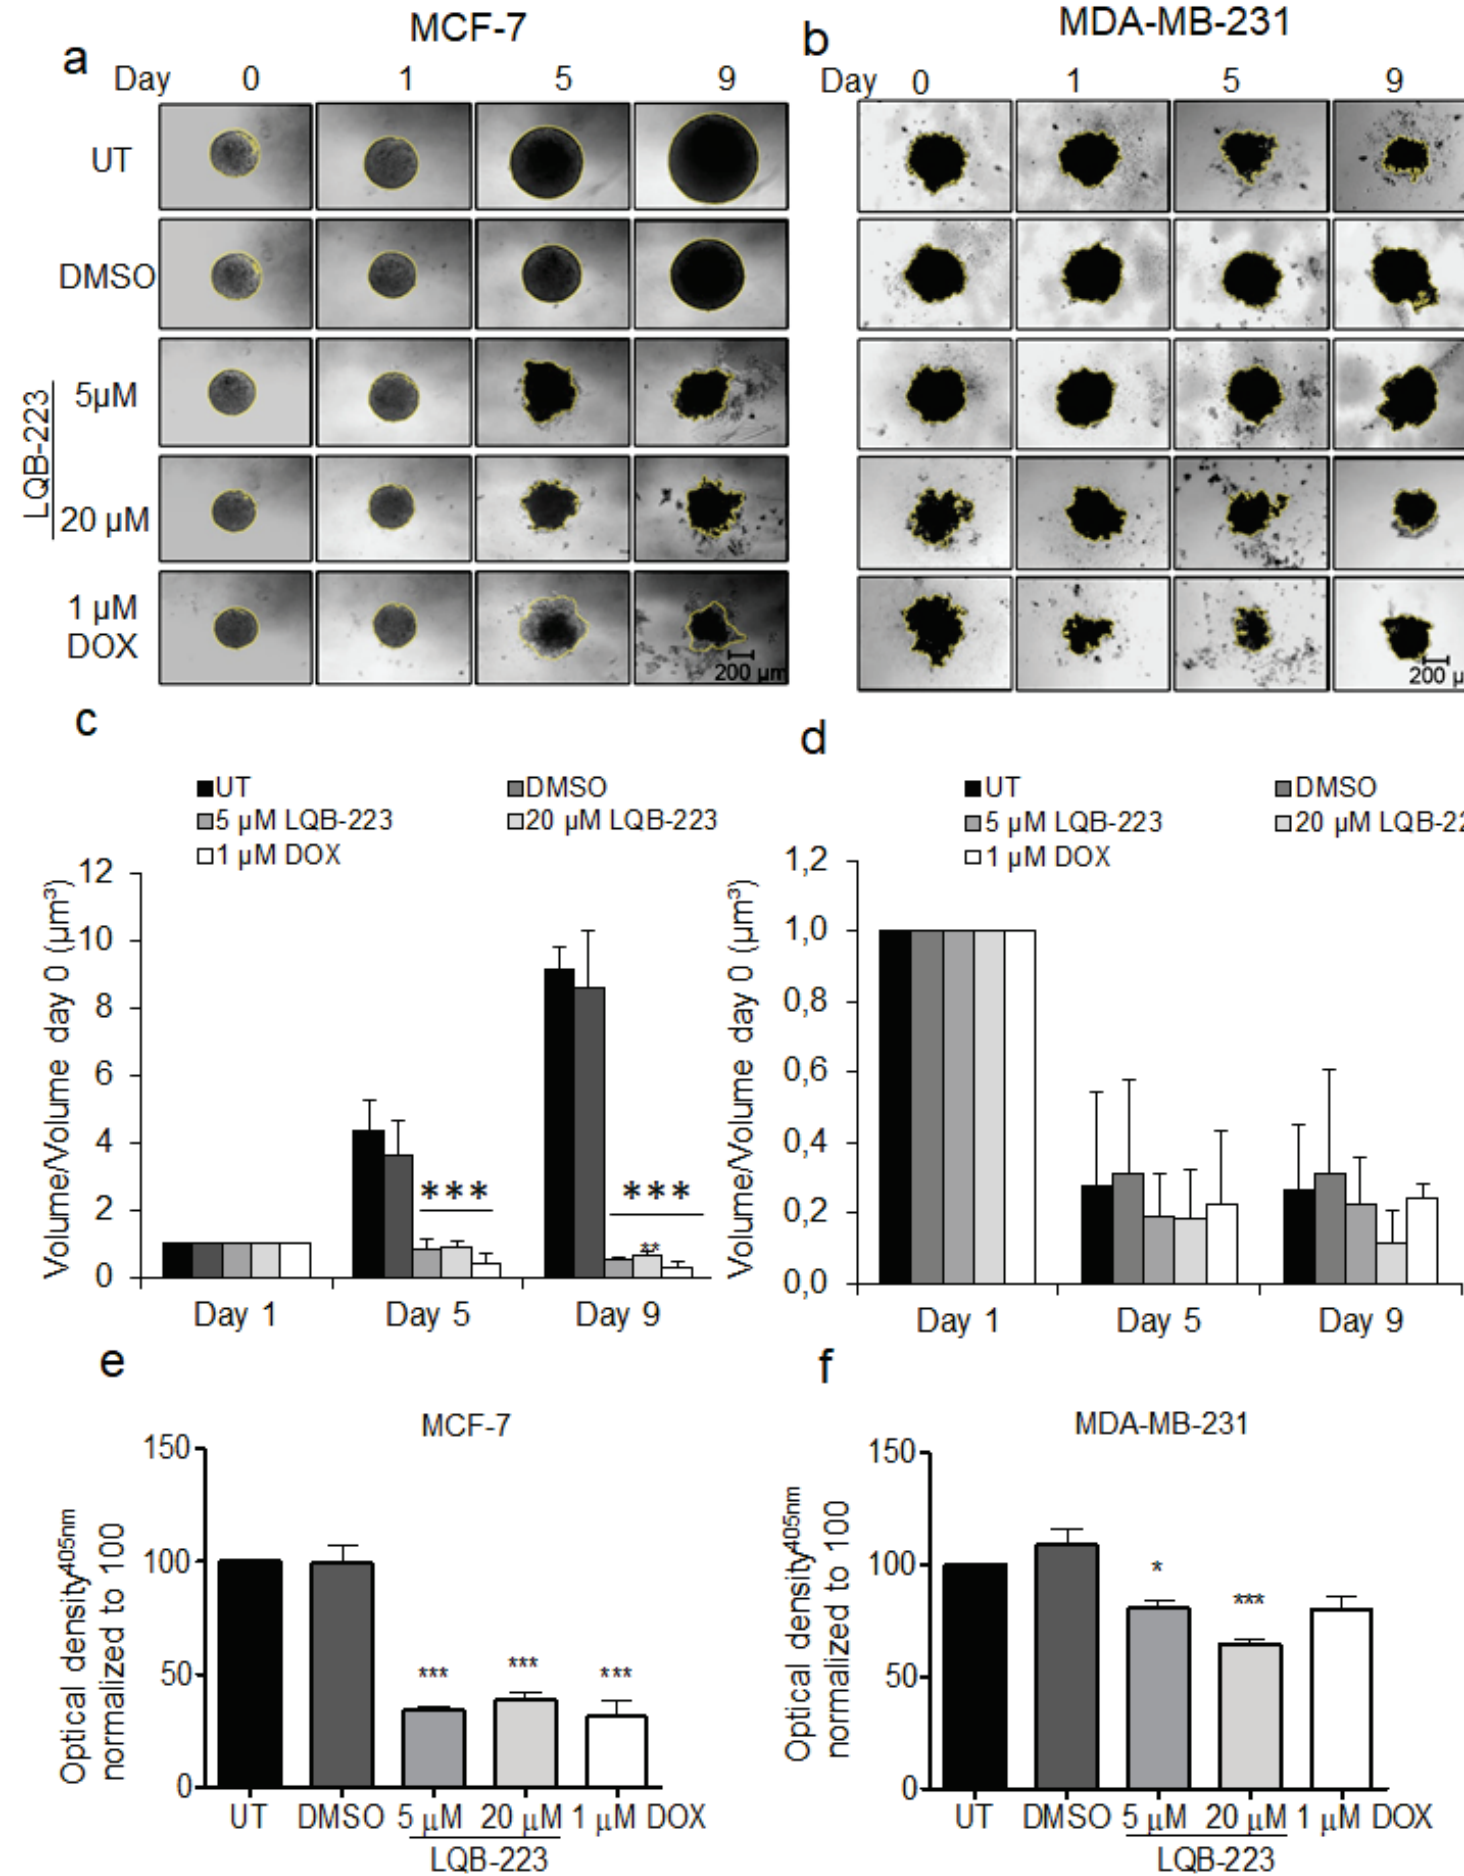 MCF-7
MDA-MB-231
a
b
Day 0 1 5 9
Day 0 1 5 9
UT
DMSO
LQB-223
5µM
20 µM
1 µM
DOX
200 µm
200 µ
c
d
UT
DMSO
5 µM LQB-223
20 µM LQB-223
1 µM DOX
Volume/Volume day 0 (µm³)
12
10
8
6
4
2
0
***
***
**
Day 1
Day 5
Day 9
UT
DMSO
5 µM LQB-223
20 µM LQB-22
1 µM DOX
Volume/Volume day 0 (µm³)
1,2
1,0
0,8
0,6
0,4
0,2
0,0
Day 1
Day 5
Day 9
e
f
MCF-7
Optical density405nm
normalized to 100
150
100
50
0
***
***
***
UT DMSO 5 µM 20 µM 1 µM DOX
LQB-223
MDA-MB-231
Optical density405nm
normalized to 100
150
100
50
0
*
***
UT DMSO 5 µM 20 µM 1 µM DOX
LQB-223